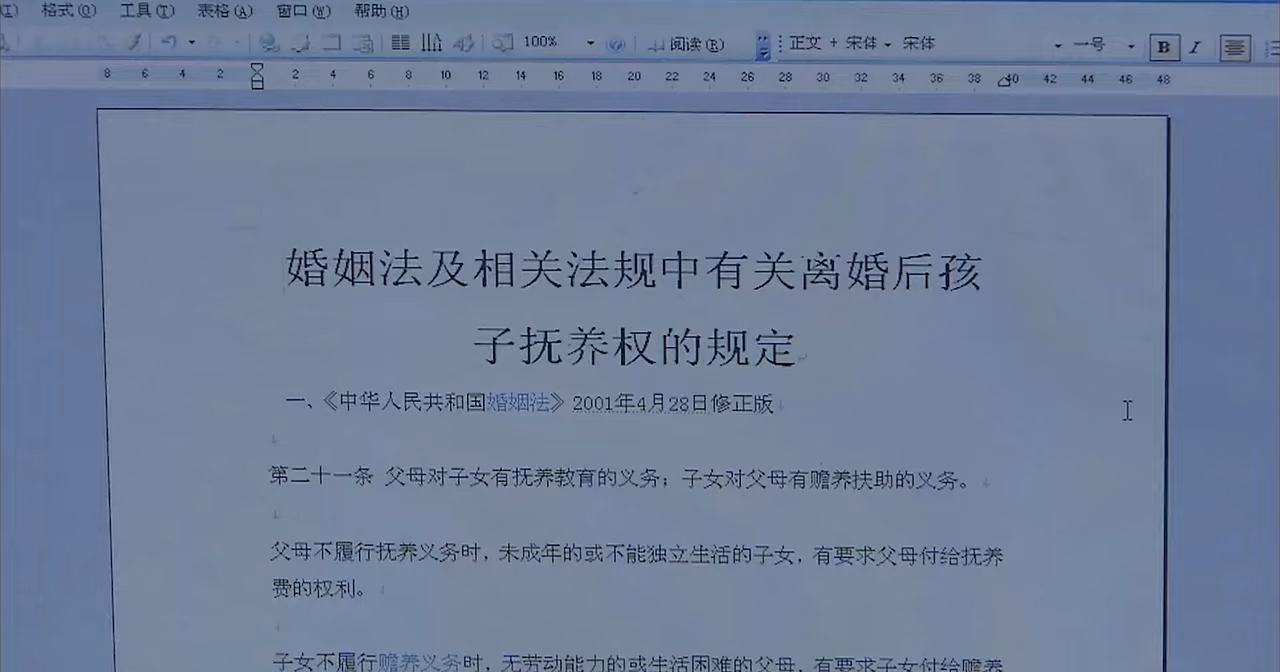 格式(O) 工具(T) 表格(A) 窗口(W) 帮助(H)
100% 阅读(R) 正文 + 宋体 宋体 一号 B I
8 6 4 2 2 4 6 8 10 12 14 16 18 20 22 24 26 28 30 32 34 36 38 40 42 44 46 48
婚姻法及相关法规中有关离婚后孩
子抚养权的规定
一、《中华人民共和国婚姻法》2001年4月28日修正版
第二十一条 父母对子女有抚养教育的义务；子女对父母有赡养扶助的义务。
父母不履行抚养义务时，未成年的或不能独立生活的子女，有要求父母付给抚养
费的权利。
子女不履行赡养义务时，无劳动能力的或生活困难的父母，有要求子女付给赡养